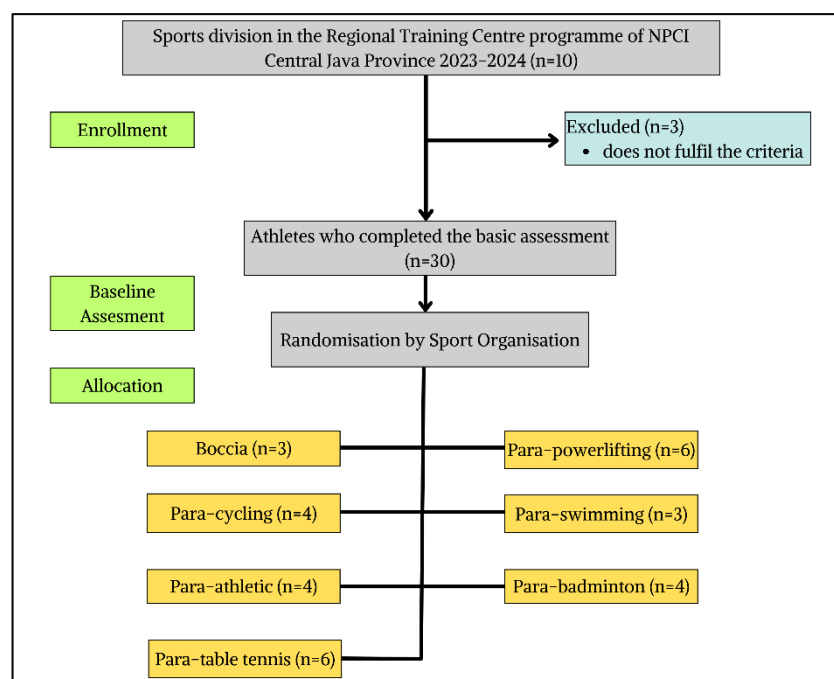 Sports division in the Regional Training Centre programme of NPCI
Central Java Province 2023-2024 (n=10)
Enrollment
Excluded (n=3)
• does not fulfil the criteria
Athletes who completed the basic assessment
(n=30)
Baseline
Assesment
Randomisation by Sport Organisation
Allocation
Boccia (n=3)
Para-powerlifting (n=6)
Para-cycling (n=4)
Para-swimming (n=3)
Para-athletic (n=4)
Para-badminton (n=4)
Para-table tennis (n=6)